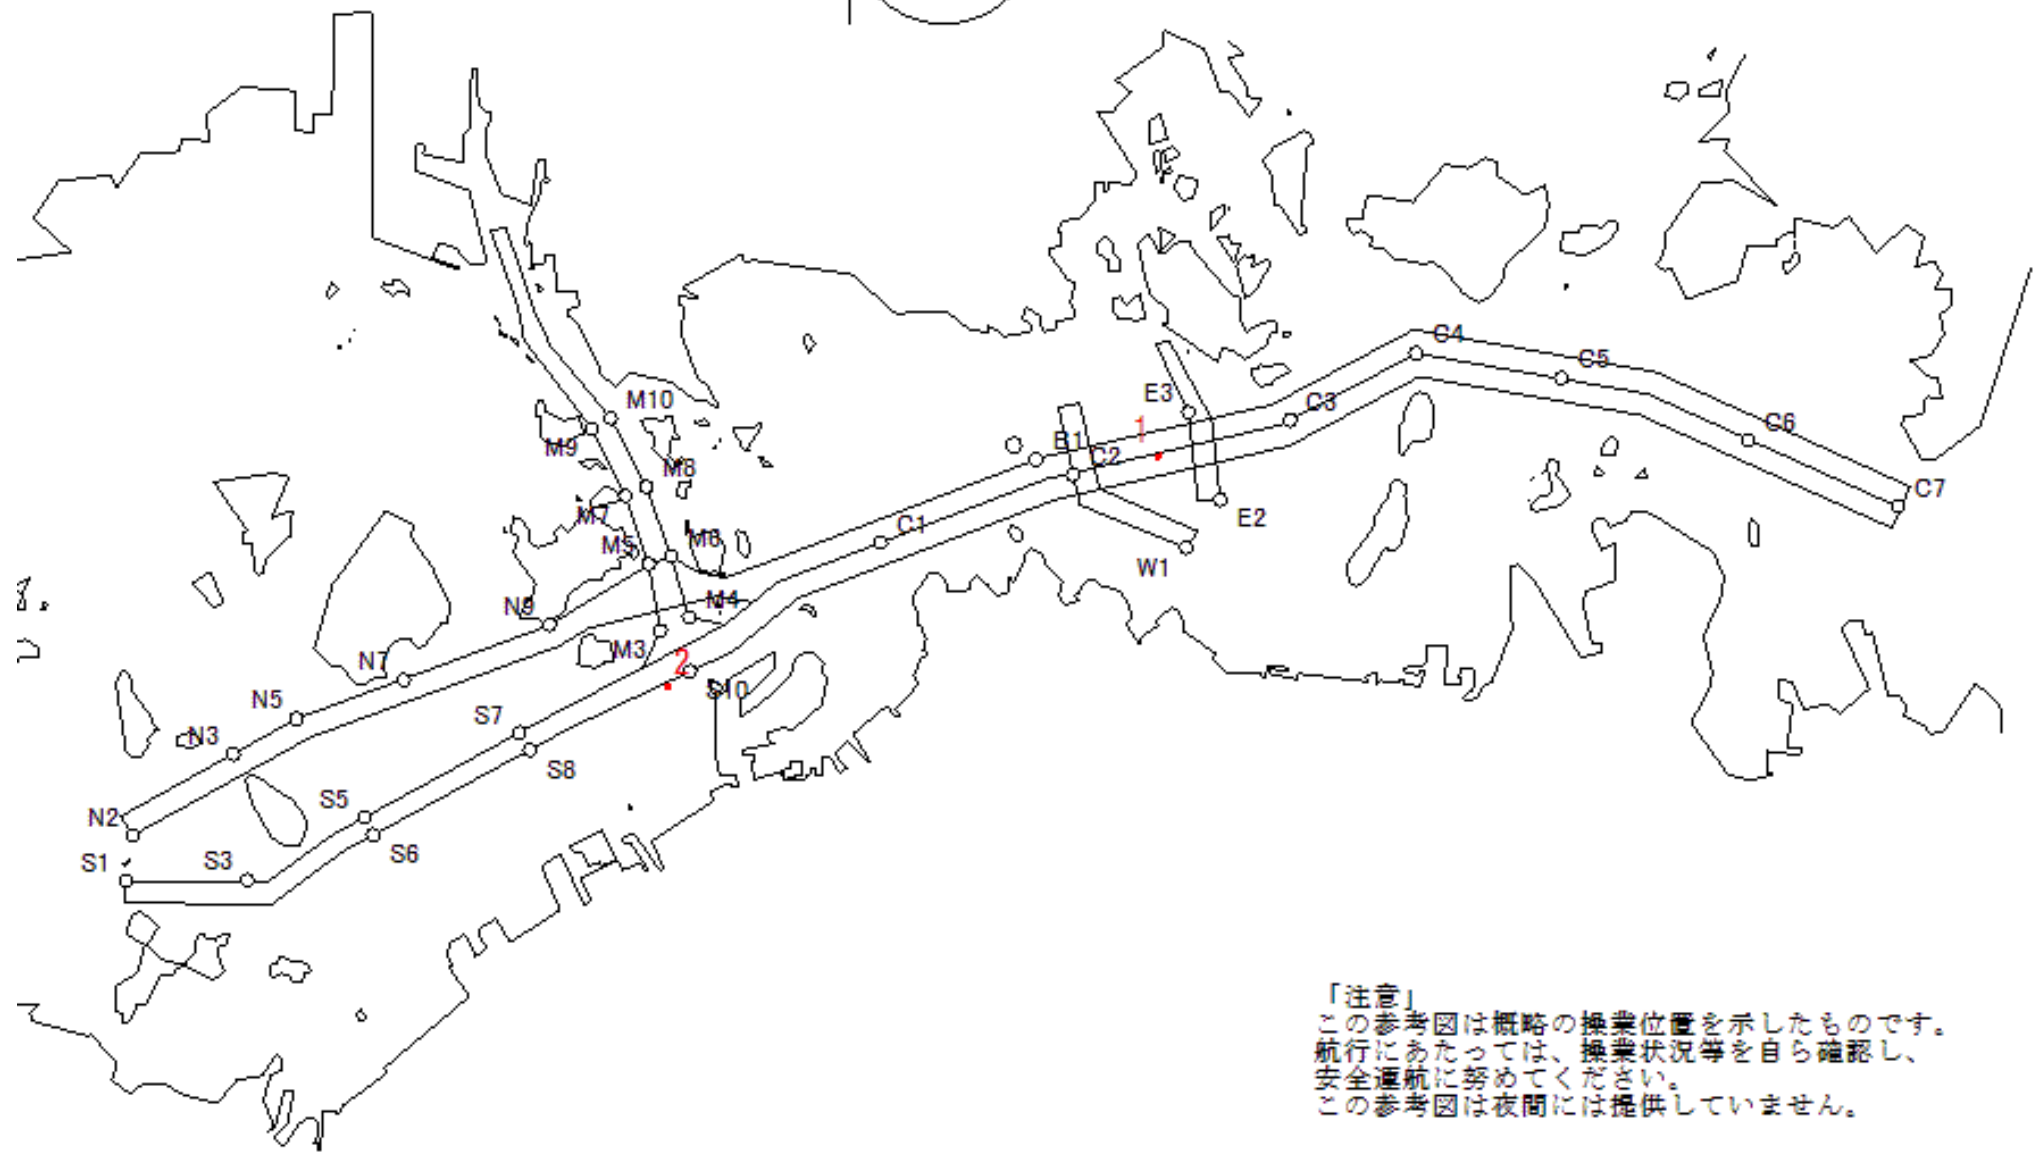 C4
C5
M10
E3
C3
1
C6
M9
B1
C2
M8
C7
M7
C1
E2
M5
M6
W1
N9
M4
M3
N7
2
S10
N5
S7
N3
S8
S5
N2
S6
S1
S3
「注意」
この参考図は概略の操業位置を示したものです。
航行にあたっては、操業状況等を自ら確認し、
安全運航に努めてください。
この参考図は夜間には提供していません。